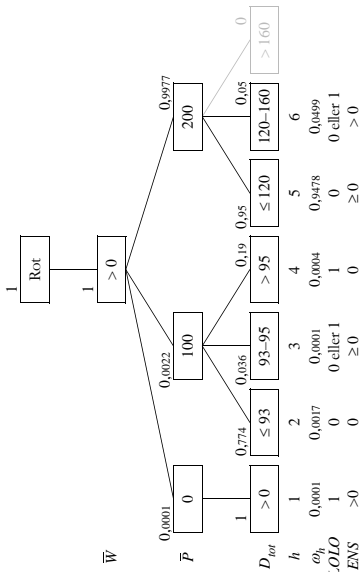 1
Rot
W̅
1
> 0
P̅
0,0001 0,0022 0,9977
0 100 200
1 0,774 0,036 0,19 0,95 0,05 0
D_tot > 0 ≤ 93 93–95 > 95 ≤ 120 120–160 > 160
h 1 2 3 4 5 6
ω_h 0,0001 0,0017 0,0001 0,0004 0,9478 0,0499
LOLO 1 0 0 eller 1 1 0 0 eller 1
ENS >0 0 ≥ 0 0 ≥ 0 > 0